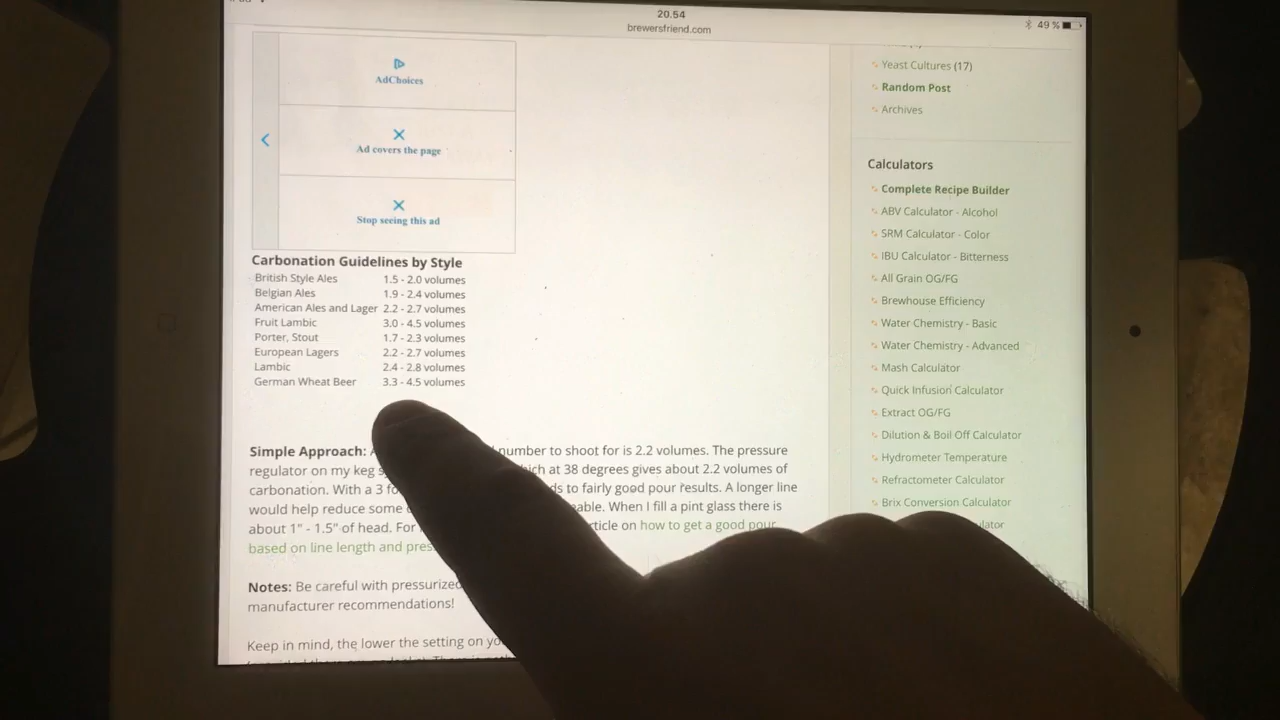 20.54
brewersfriend.com
49 %
AdChoices
Ad covers the page
Stop seeing this ad
Carbonation Guidelines by Style
British Style Ales 1.5 - 2.0 volumes
Belgian Ales 1.9 - 2.4 volumes
American Ales and Lager 2.2 - 2.7 volumes
Fruit Lambic 3.0 - 4.5 volumes
Porter, Stout 1.7 - 2.3 volumes
European Lagers 2.2 - 2.7 volumes
Lambic 2.4 - 2.8 volumes
German Wheat Beer 3.3 - 4.5 volumes
Simple Approach: number to shoot for is 2.2 volumes. The pressure
regulator on my keg at 38 degrees gives about 2.2 volumes of
carbonation. With a 3 to fairly good pour results. A longer line
would help reduce some When I fill a pint glass there is
about 1" - 1.5" of head. For on how to get a good pour
based on line length and
Notes: Be careful with pressurized
manufacturer recommendations!
Keep in mind, the lower the setting on
Yeast Cultures (17)
Random Post
Archives
Calculators
Complete Recipe Builder
ABV Calculator - Alcohol
SRM Calculator - Color
IBU Calculator - Bitterness
All Grain OG/FG
Brewhouse Efficiency
Water Chemistry - Basic
Water Chemistry - Advanced
Mash Calculator
Quick Infusion Calculator
Extract OG/FG
Dilution & Boil Off Calculator
Hydrometer Temperature
Refractometer Calculator
Brix Conversion Calculator